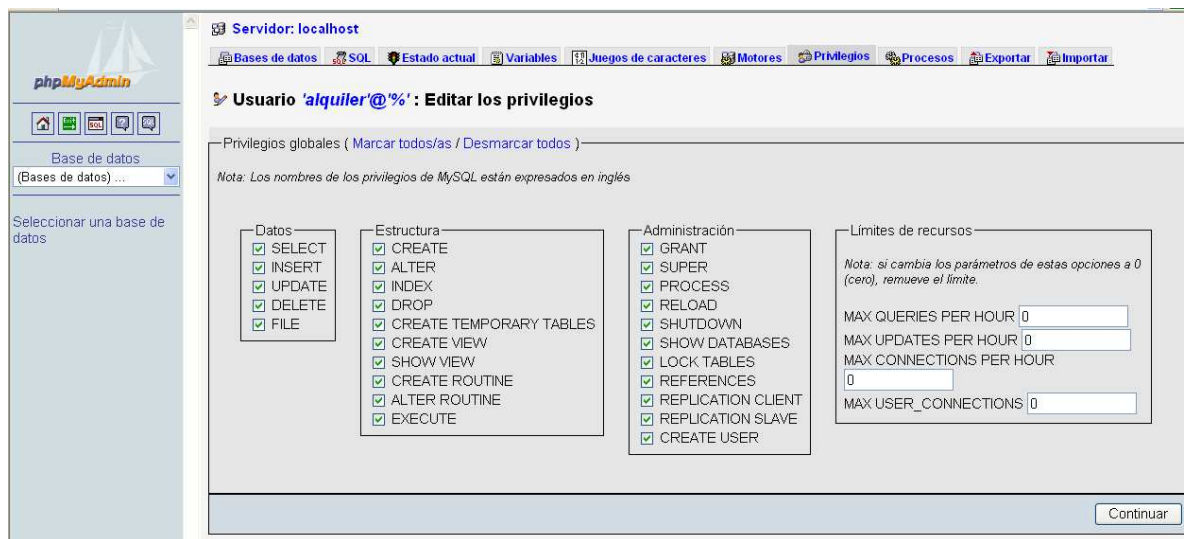 phpMyAdmin
Base de datos
(Bases de datos) ...
Seleccionar una base de
datos
Servidor: localhost
Bases de datos SQL Estado actual Variables Juegos de caracteres Motores Privilegios Procesos Exportar Importar
Usuario 'alquiler'@'%' : Editar los privilegios
Privilegios globales ( Marcar todos/as / Desmarcar todos )
Nota: Los nombres de los privilegios de MySQL están expresados en inglés
Datos
SELECT
INSERT
UPDATE
DELETE
FILE
Estructura
CREATE
ALTER
INDEX
DROP
CREATE TEMPORARY TABLES
CREATE VIEW
SHOW VIEW
CREATE ROUTINE
ALTER ROUTINE
EXECUTE
Administración
GRANT
SUPER
PROCESS
RELOAD
SHUTDOWN
SHOW DATABASES
LOCK TABLES
REFERENCES
REPLICATION CLIENT
REPLICATION SLAVE
CREATE USER
Límites de recursos
Nota: si cambia los parámetros de estas opciones a 0
(cero), remueve el límite.
MAX QUERIES PER HOUR 0
MAX UPDATES PER HOUR 0
MAX CONNECTIONS PER HOUR
0
MAX USER_CONNECTIONS 0
Continuar